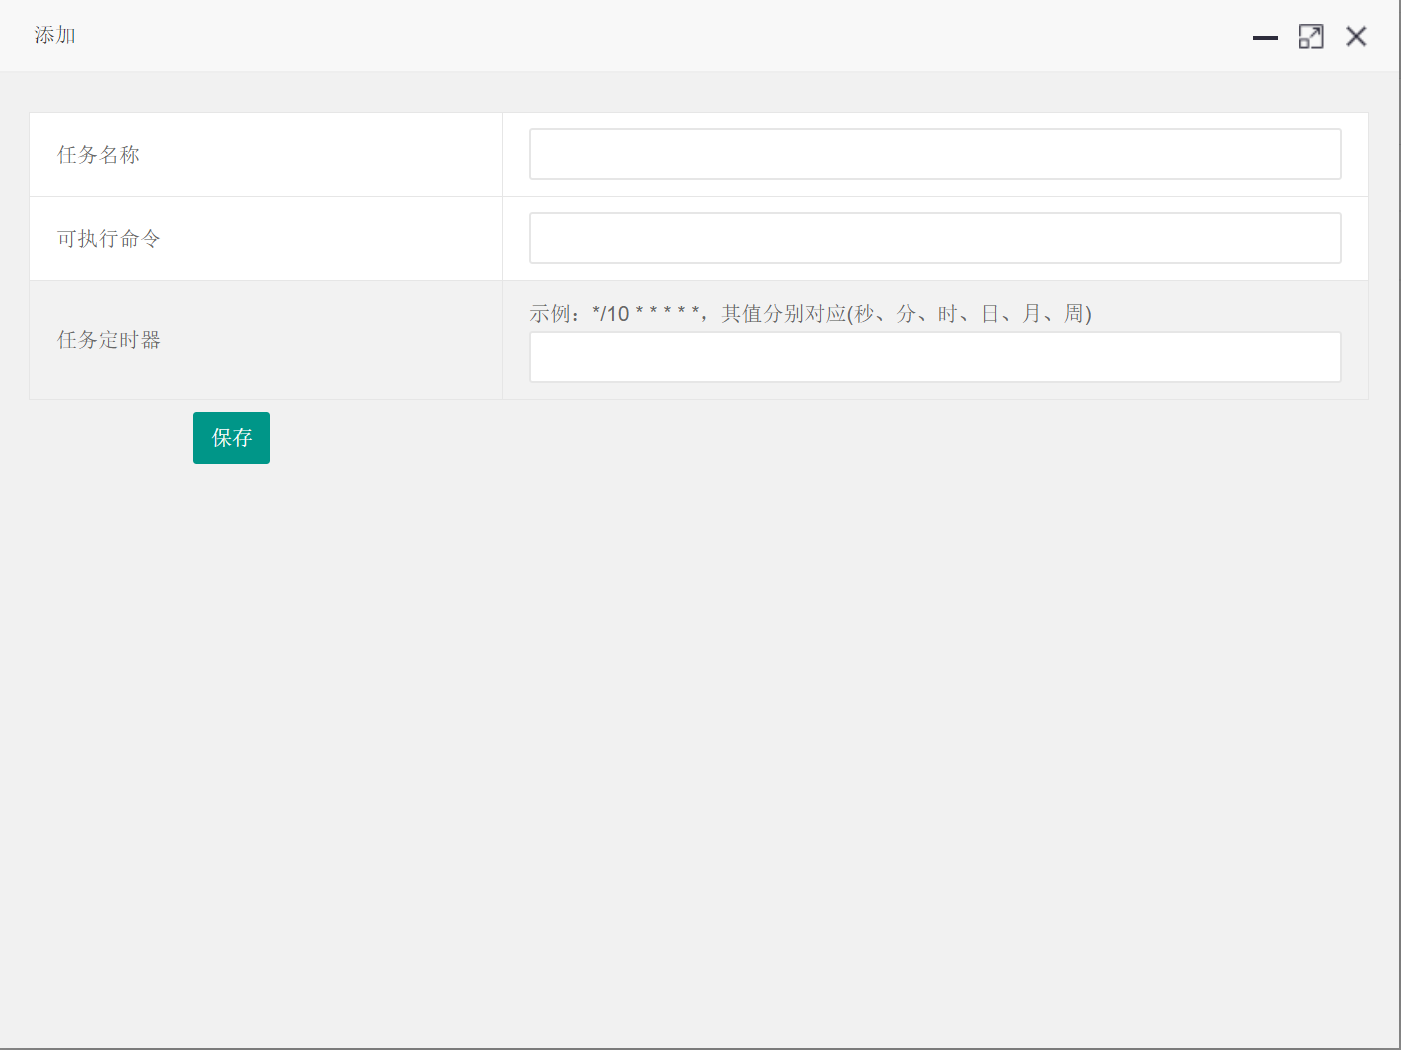 添加
任务名称
可执行命令
示例：*/10 * * * * *，其值分别对应(秒、分、时、日、月、周)
任务定时器
保存